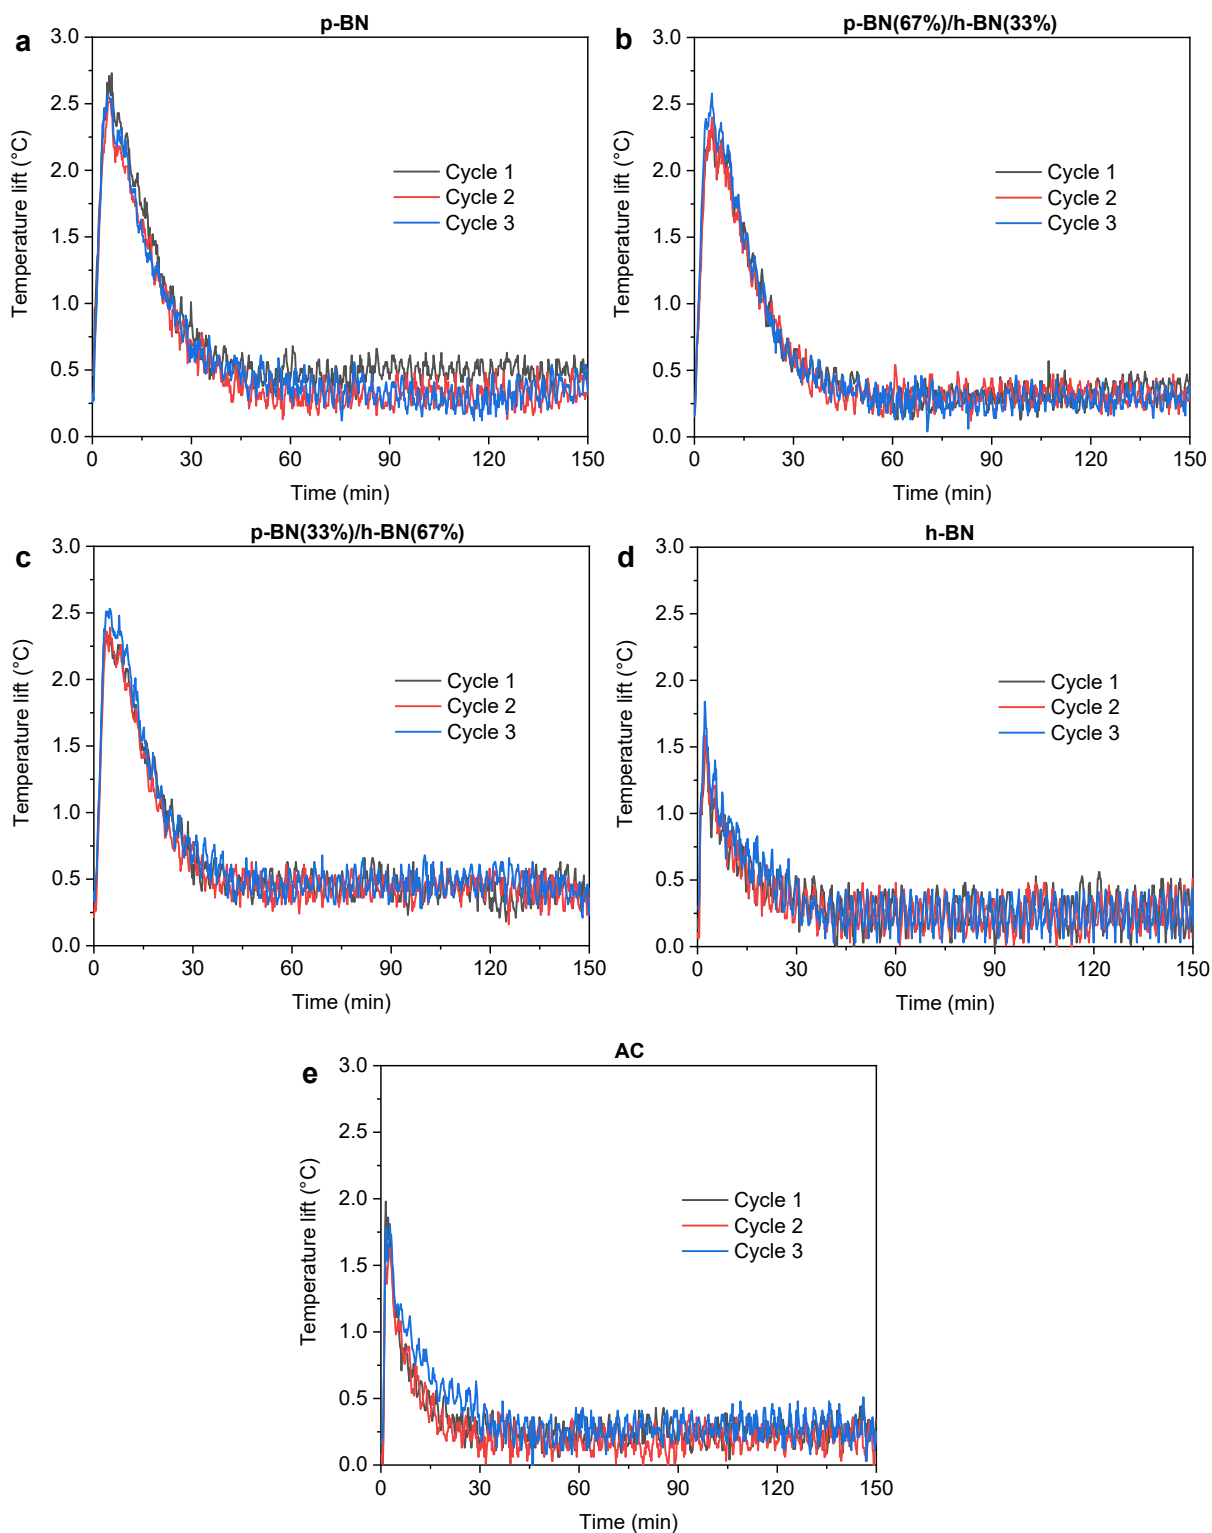 a
p-BN
3.0
2.5
2.0
1.5
1.0
0.5
0.0
Temperature lift (°C)
Cycle 1
Cycle 2
Cycle 3
0 30 60 90 120 150
Time (min)
b
p-BN(67%)/h-BN(33%)
3.0
2.5
2.0
1.5
1.0
0.5
0.0
Temperature lift (°C)
Cycle 1
Cycle 2
Cycle 3
0 30 60 90 120 150
Time (min)
c
p-BN(33%)/h-BN(67%)
3.0
2.5
2.0
1.5
1.0
0.5
0.0
Temperature lift (°C)
Cycle 1
Cycle 2
Cycle 3
0 30 60 90 120 150
Time (min)
d
h-BN
3.0
2.5
2.0
1.5
1.0
0.5
0.0
Temperature lift (°C)
Cycle 1
Cycle 2
Cycle 3
0 30 60 90 120 150
Time (min)
e
AC
3.0
2.5
2.0
1.5
1.0
0.5
0.0
Temperature lift (°C)
Cycle 1
Cycle 2
Cycle 3
0 30 60 90 120 150
Time (min)